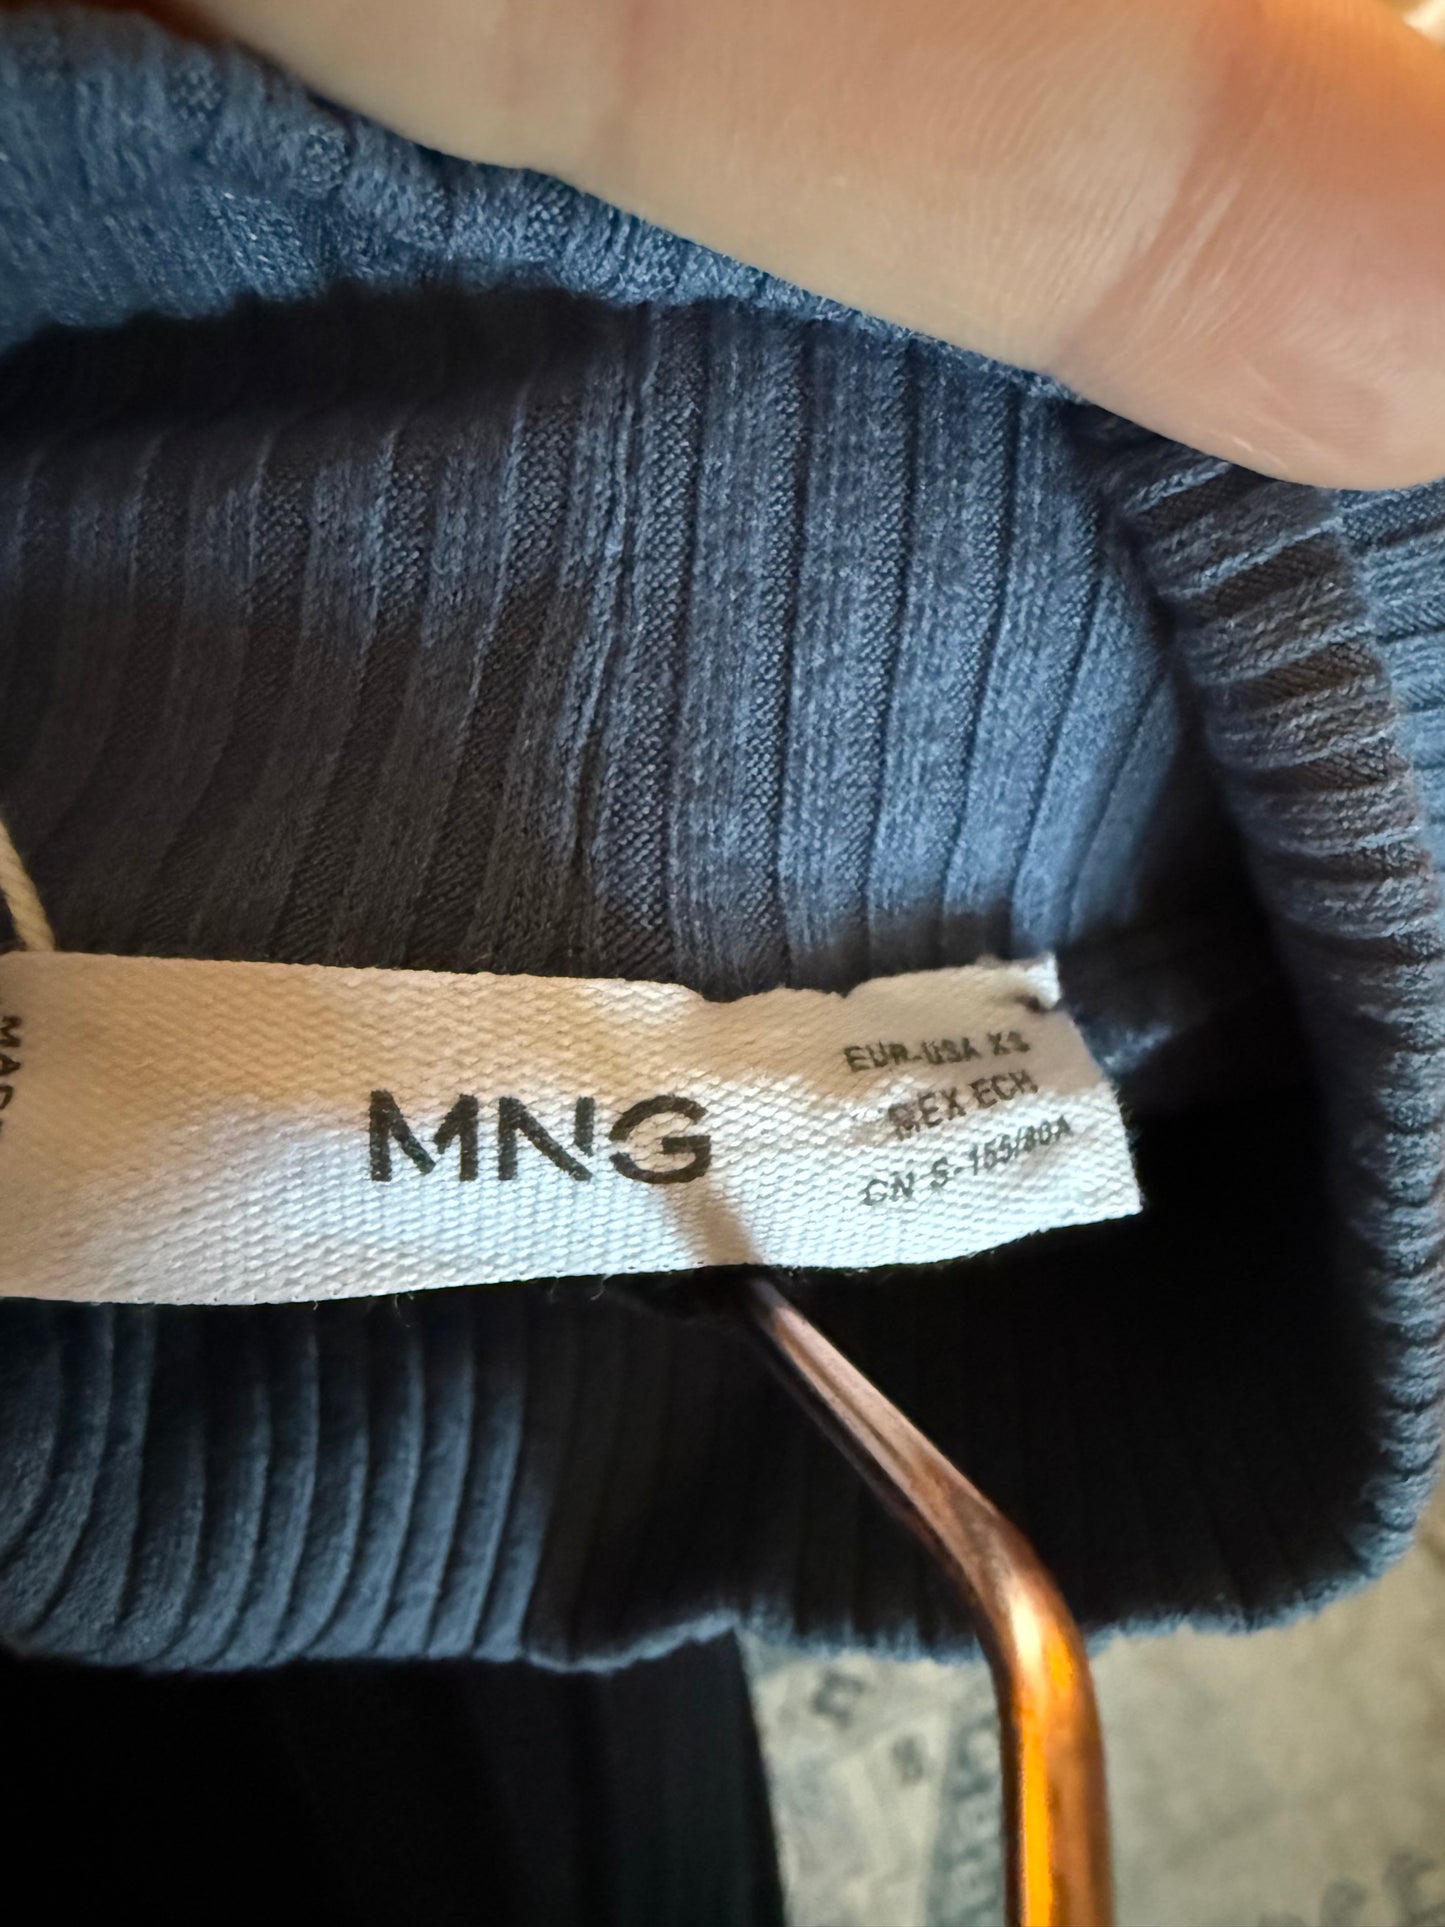 MNG
EUR-USA XS
MEX ECH
CN S-155/80A